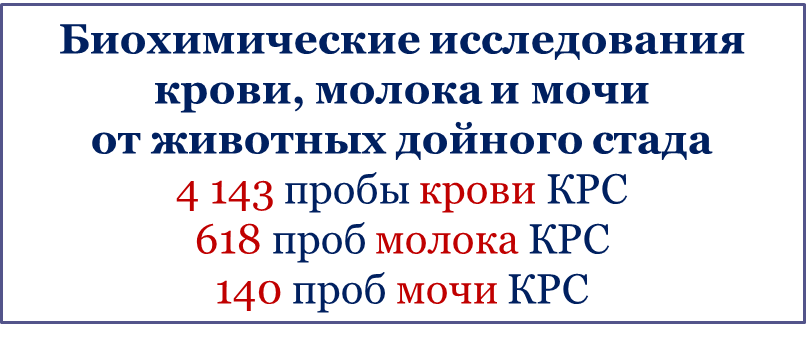 Биохимические исследования
крови, молока и мочи
от животных дойного стада
4 143 пробы крови КРС
618 проб молока КРС
140 проб мочи КРС